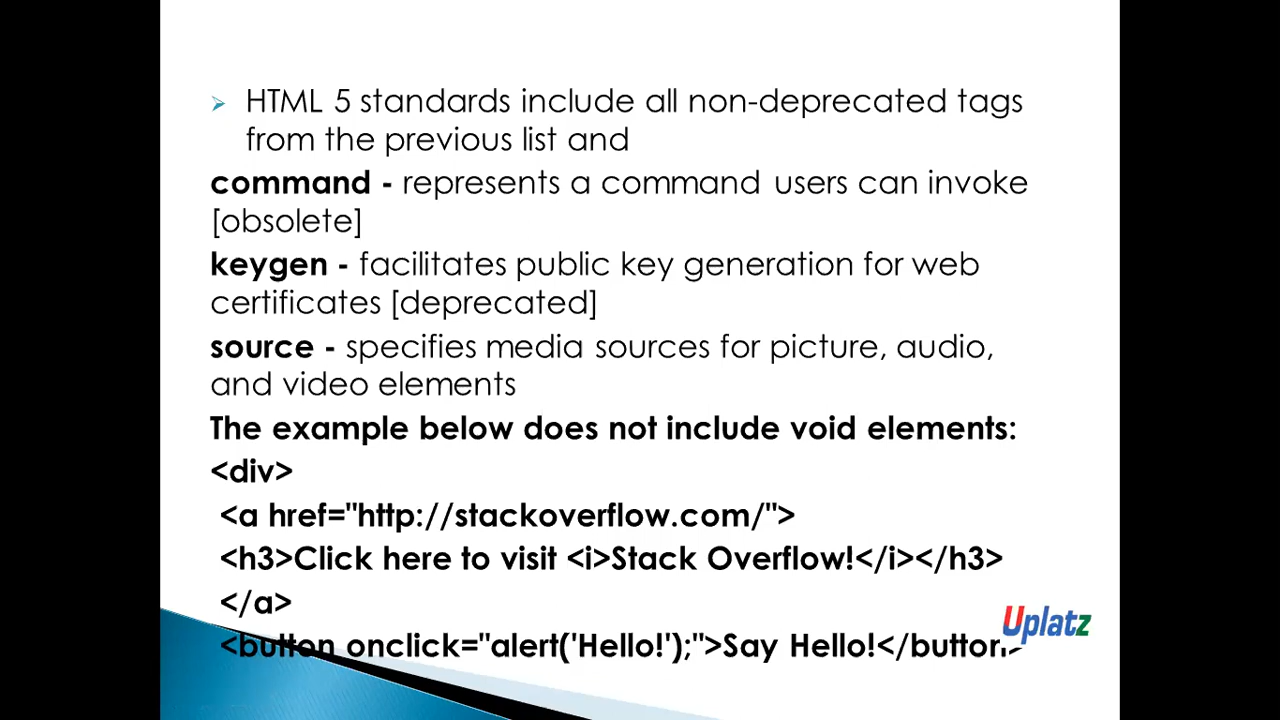 HTML 5 standards include all non-deprecated tags
from the previous list and
command - represents a command users can invoke
[obsolete]
keygen - facilitates public key generation for web
certificates [deprecated]
source - specifies media sources for picture, audio,
and video elements
The example below does not include void elements:
<div>
<a href="http://stackoverflow.com/">
<h3>Click here to visit <i>Stack Overflow!</i></h3>
</a>
<button onclick="alert('Hello!');">Say Hello!</button>
Uplatz